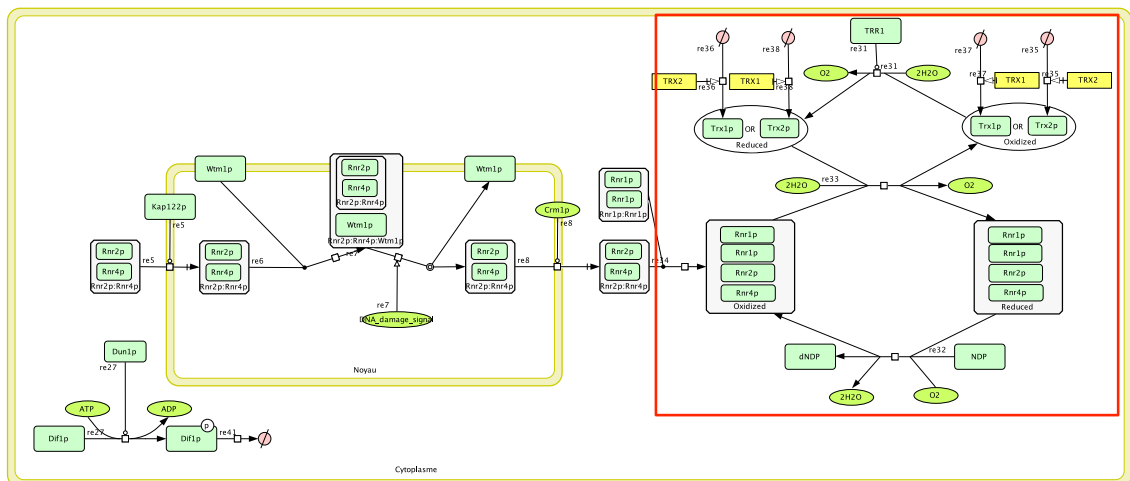 TRR1
re36
re38
re31
re37
re35
O2
re31
2H2O
TRX2
re36
TRX1
re38
re37
TRX1
re35
TRX2
Trx1p
OR
Trx2p
Reduced
Trx1p
OR
Trx2p
Oxidized
Wtm1p
Rnr2p
Rnr4p
Rnr2p:Rnr4p
Wtm1p
Rnr2p:Rnr4p:Wtm1p
Wtm1p
Rnr1p
Rnr1p
Rnr1p:Rnr1p
2H2O
re33
O2
Kap122p
re5
Crm1p
re8
Rnr2p
Rnr4p
Rnr2p:Rnr4p
re5
Rnr2p
Rnr4p
Rnr2p:Rnr4p
re6
re7
Rnr2p
Rnr4p
Rnr2p:Rnr4p
re8
Rnr2p
Rnr4p
Rnr2p:Rnr4p
re34
Rnr1p
Rnr1p
Rnr2p
Rnr4p
Oxidized
Rnr1p
Rnr1p
Rnr2p
Rnr4p
Reduced
re7
DNA_damage_signal
Noyau
dNDP
re32
NDP
2H2O
O2
Dun1p
re27
ATP
ADP
Dif1p
re27
Dif1p
p
re41
Cytoplasme